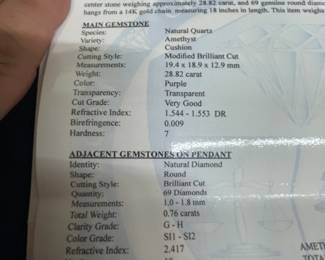 center stone weighing approximately 28.82 carat, and 69 genuine round diam
hangs from a 14K gold chain, measuring 18 inches in length. This item weighs
MAIN GEMSTONE
Species: Natural Quartz
Variety: Amethyst
Shape: Cushion
Cutting Style: Modified Brilliant Cut
Measurements: 19.4 x 18.9 x 12.9 mm
Weight: 28.82 carat
Color: Purple
Transparency: Transparent
Cut Grade: Very Good
Refractive Index: 1.544 - 1.553 DR
Birefringence: 0.009
Hardness: 7
ADJACENT GEMSTONES ON PENDANT
Identity: Natural Diamond
Shape: Round
Cutting Style: Brilliant Cut
Quantity: 69 Diamonds
Measurements: 1.0 - 1.8 mm
Total Weight: 0.76 carats
Clarity Grade: G - H
Color Grade: SI1 - SI2
Refractive Index: 2.417
AMET
TOTA